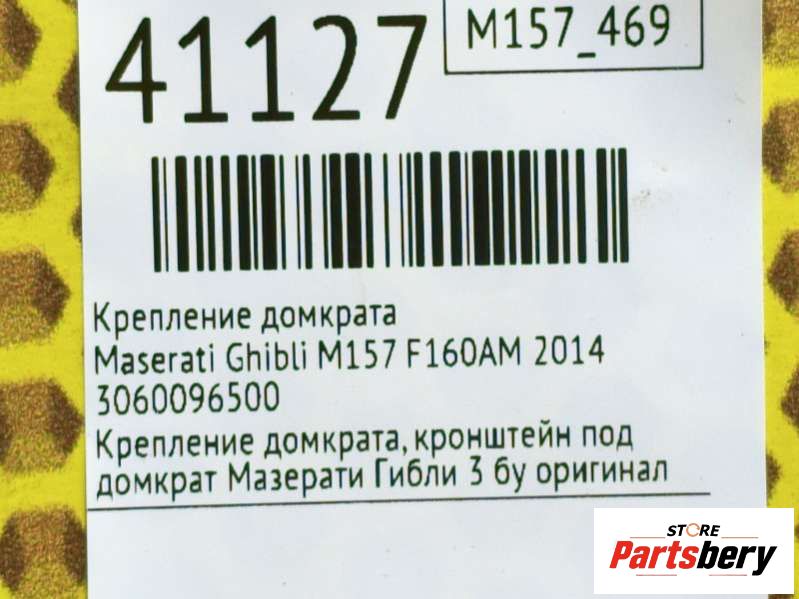 41127
M157_469
Крепление домкрата
Maserati Ghibli M157 F160AM 2014
3060096500
Крепление домкрата, кронштейн под
домкрат Мазерати Гибли 3 бу оригинал
STORE
Partsbery